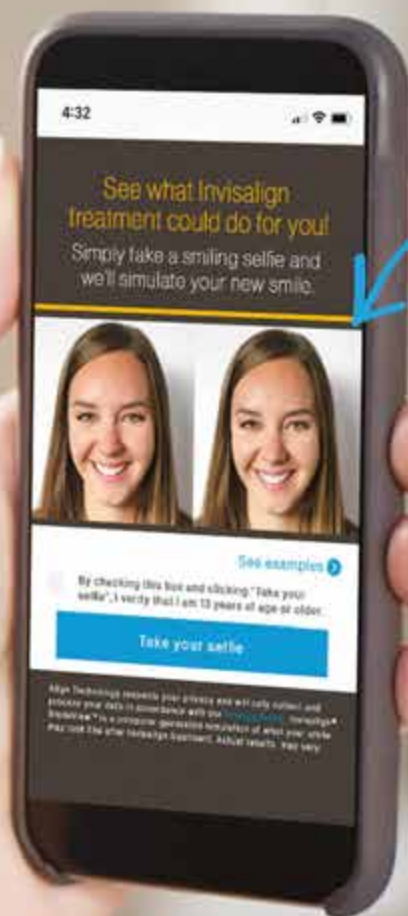 4:32
See what Invisalign
treatment could do for you!
Simply take a smiling selfie and
we'll simulate your new smile.
See examples
By checking this box and clicking "Take your
selfie", I verify that I am 13 years of age or older.
Take your selfie
Align Technology respects your privacy and will only collect and
process your data in accordance with our Invisalign®
SmileView™ is a computer generated simulation of what your smile
may look like after Invisalign treatment. Actual results may vary.